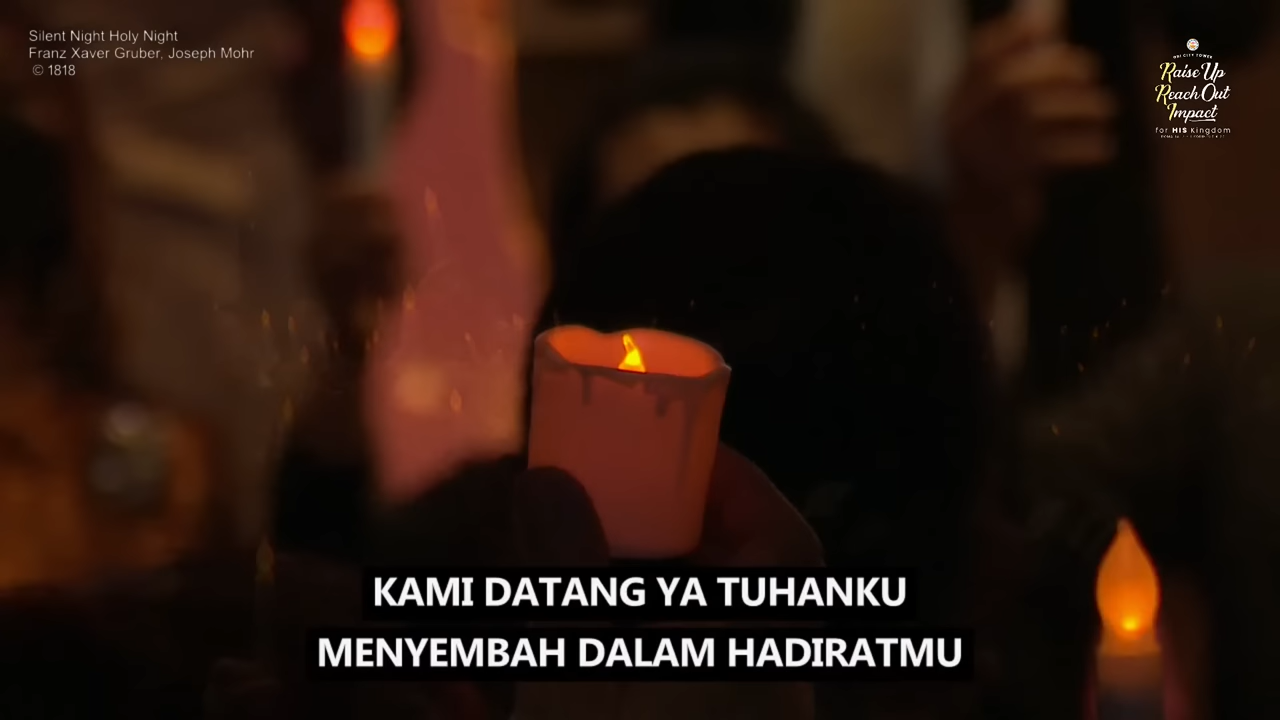 Silent Night Holy Night
Franz Xaver Gruber, Joseph Mohr
© 1818
Raise Up
Reach Out
Impact
for HIS Kingdom
KAMI DATANG YA TUHANKU
MENYEMBAH DALAM HADIRATMU